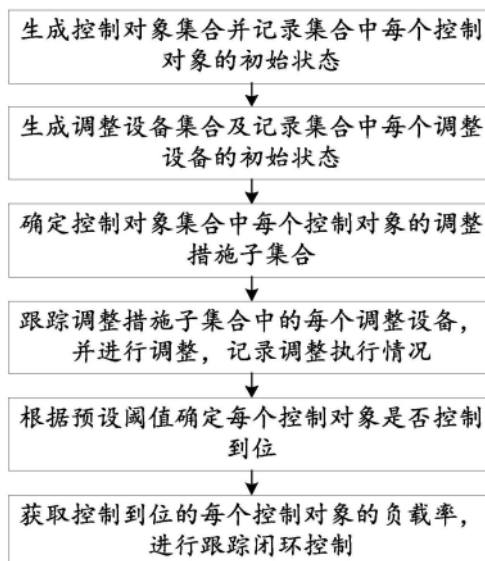 生成控制对象集合并记录集合中每个控制
对象的初始状态
生成调整设备集合及记录集合中每个调整
设备的初始状态
确定控制对象集合中每个控制对象的调整
措施子集合
跟踪调整措施子集合中的每个调整设备，
并进行调整，记录调整执行情况
根据预设阈值确定每个控制对象是否控制
到位
获取控制到位的每个控制对象的负载率，
进行跟踪闭环控制